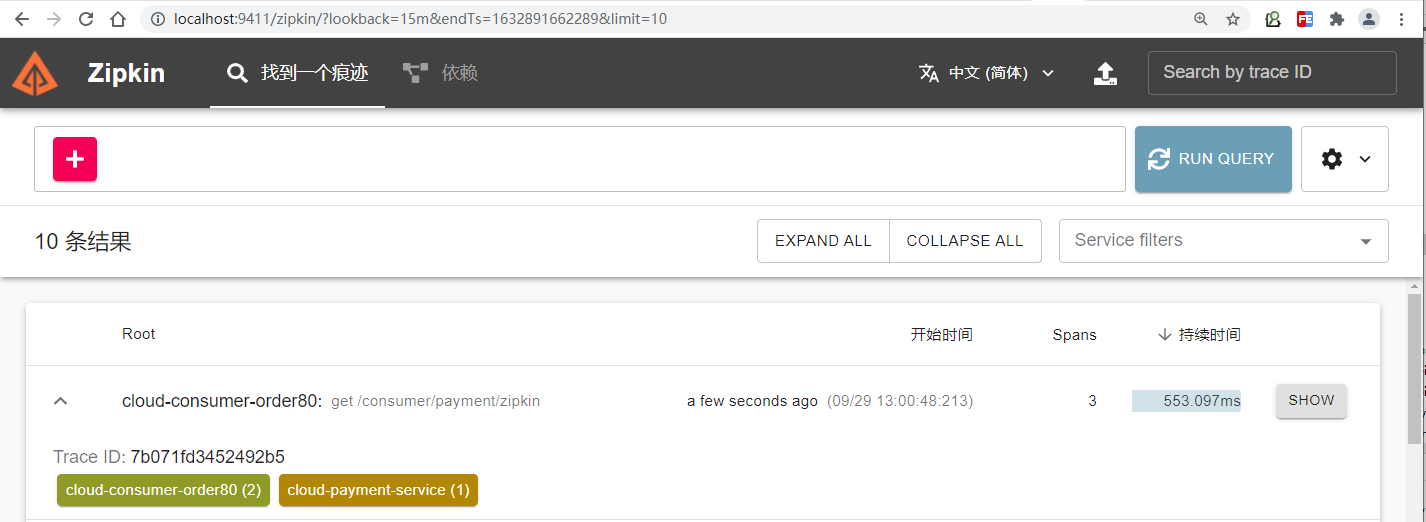 localhost:9411/zipkin/?lookback=15m&endTs=1632891662289&limit=10
Zipkin 找到一个痕迹 依赖 中文 (简体) Search by trace ID
RUN QUERY
10 条结果 EXPAND ALL COLLAPSE ALL Service filters
Root 开始时间 Spans 持续时间
cloud-consumer-order80: get /consumer/payment/zipkin a few seconds ago (09/29 13:00:48:213) 3 553.097ms SHOW
Trace ID: 7b071fd3452492b5
cloud-consumer-order80 (2) cloud-payment-service (1)